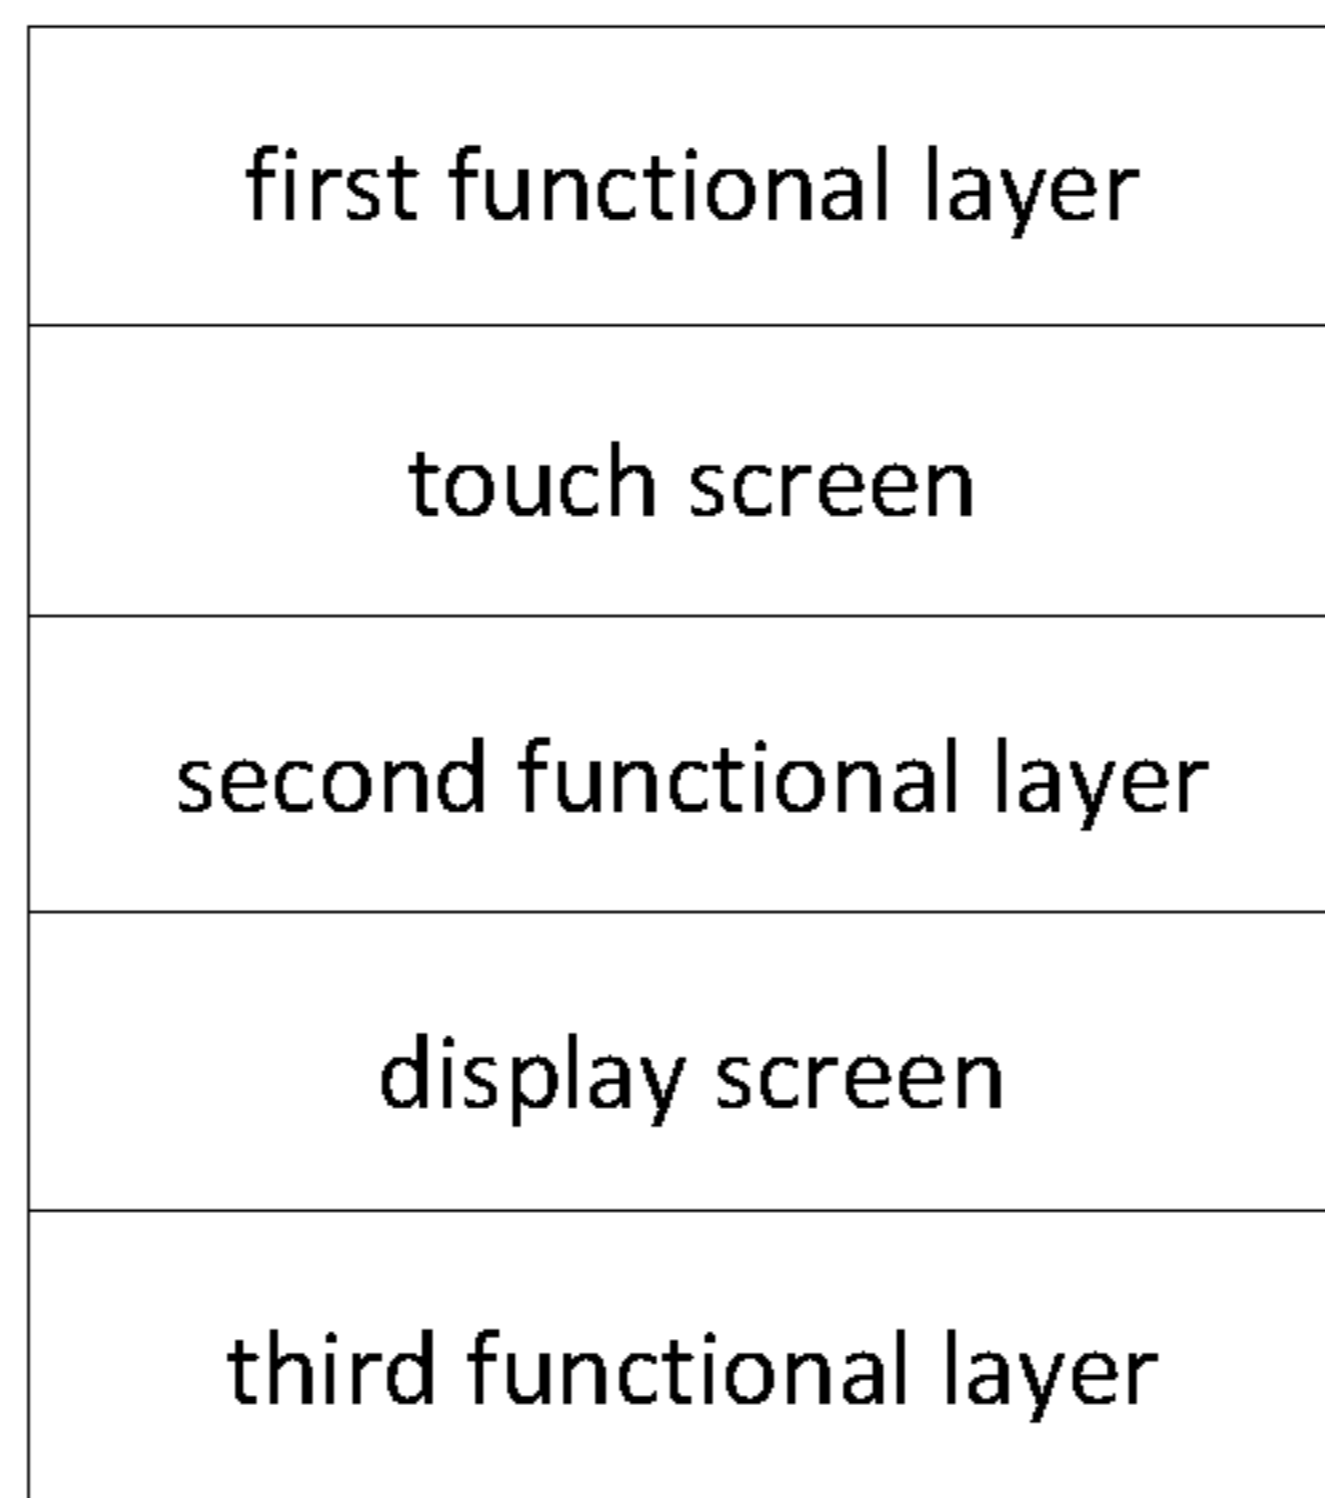 first functional layer
touch screen
second functional layer
display screen
third functional layer